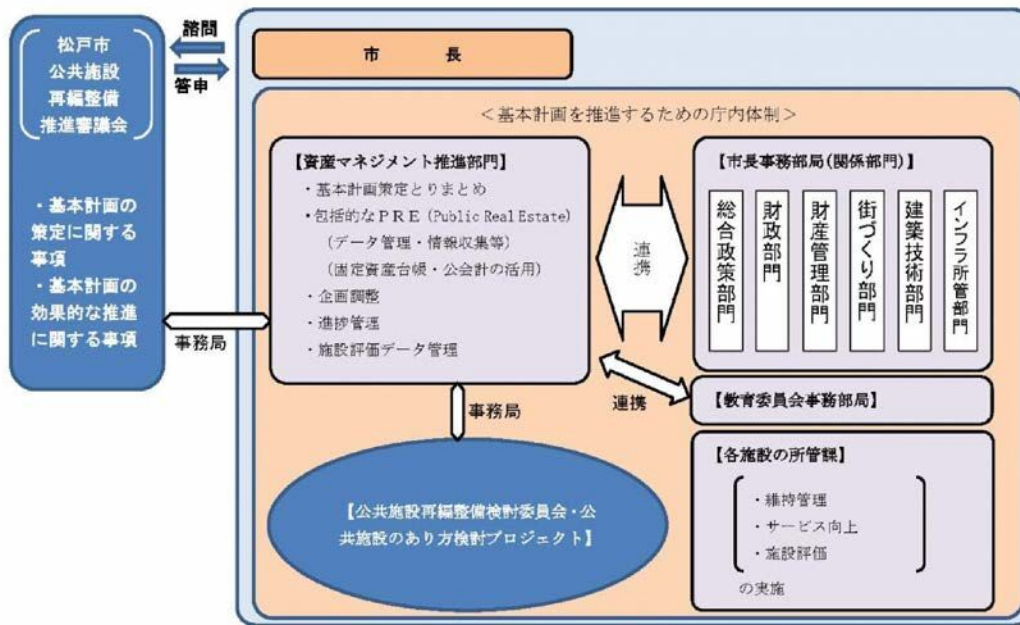 松戸市
公共施設
再編整備
推進審議会
・基本計画の
策定に関する
事項
・基本計画の
効果的な推進
に関する事項
諮問
答申
市　　長
＜基本計画を推進するための庁内体制＞
【資産マネジメント推進部門】
・基本計画策定とりまとめ
・包括的なＰＲＥ（Public Real Estate）
（データ管理・情報収集等）
（固定資産台帳・公会計の活用）
・企画調整
・進捗管理
・施設評価データ管理
事務局
連携
【市長事務部局(関係部門)】
総合政策部門
財政部門
財産管理部門
街づくり部門
建築技術部門
インフラ所管部門
連携
【教育委員会事務部局】
事務局
【公共施設再編整備検討委員会・公
共施設のあり方検討プロジェクト】
【各施設の所管課】
・維持管理
・サービス向上
・施設評価
の実施